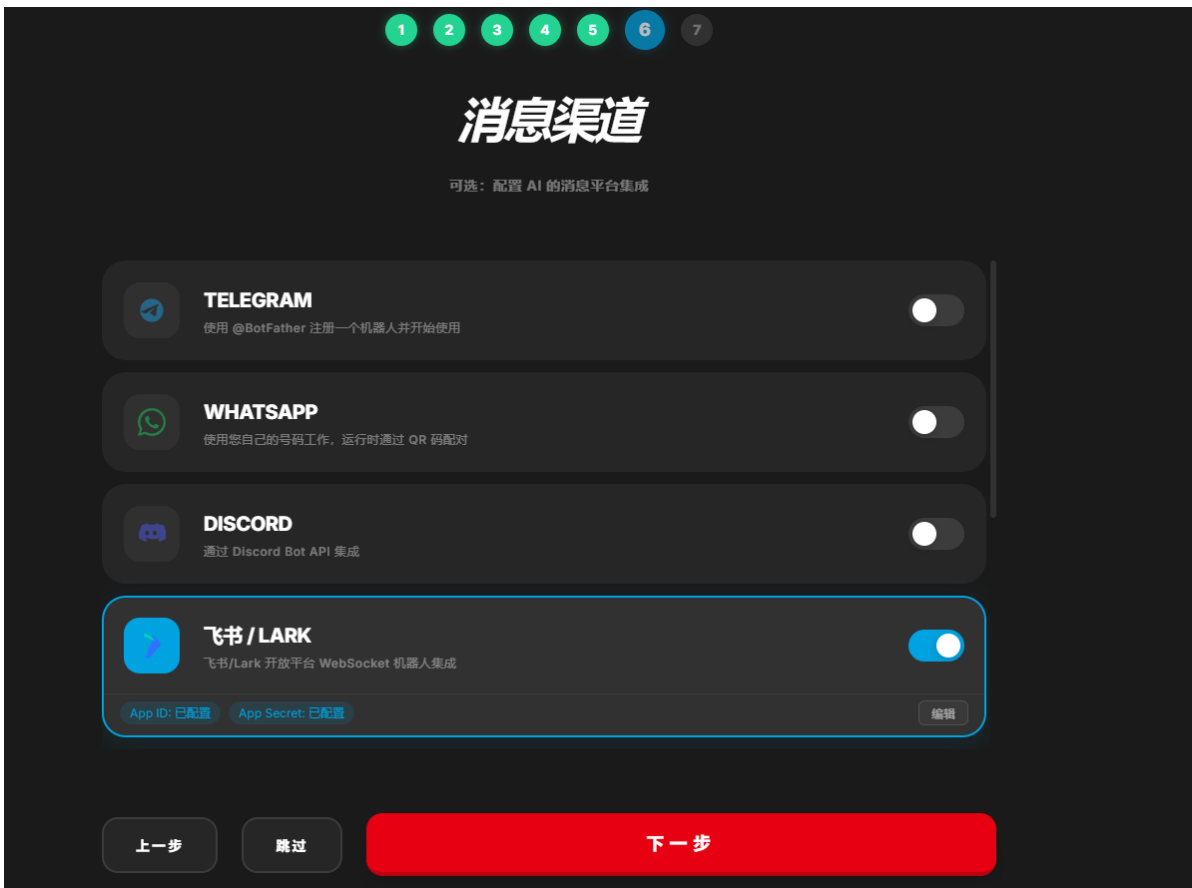 1 2 3 4 5 6 7
消息渠道
可选：配置 AI 的消息平台集成
TELEGRAM
使用 @BotFather 注册一个机器人并开始使用
WHATSAPP
使用您自己的号码工作，运行时通过 QR 码配对
DISCORD
通过 Discord Bot API 集成
飞书 / LARK
飞书/Lark 开放平台 WebSocket 机器人集成
App ID: 已配置 App Secret: 已配置 编辑
上一步 跳过 下一步